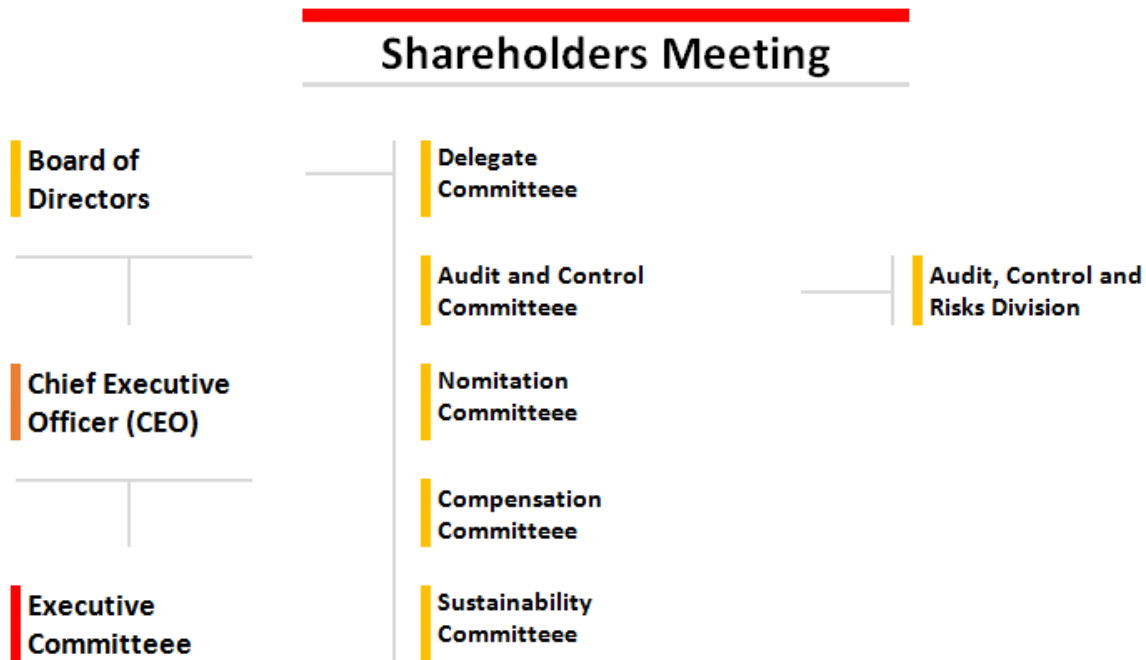 Shareholders Meeting
Board of
Directors
Delegate
Committeee
Audit and Control
Committeee
Audit, Control and
Risks Division
Chief Executive
Officer (CEO)
Nomitation
Committeee
Compensation
Committeee
Executive
Committeee
Sustainability
Committeee